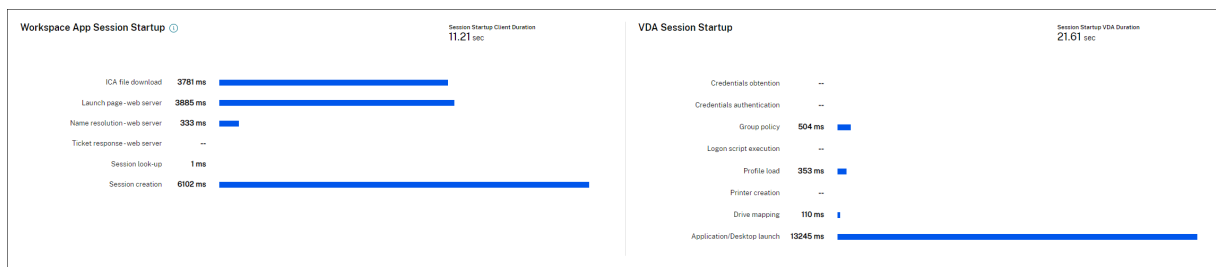 Workspace App Session Startup
Session Startup Client Duration
11.21 sec
ICA file download 3781 ms
Launch page - web server 3885 ms
Name resolution - web server 333 ms
Ticket response - web server --
Session look-up 1 ms
Session creation 6102 ms
VDA Session Startup
Session Startup VDA Duration
21.61 sec
Credentials obtention --
Credentials authentication --
Group policy 504 ms
Logon script execution --
Profile load 353 ms
Printer creation --
Drive mapping 110 ms
Application/Desktop launch 13245 ms